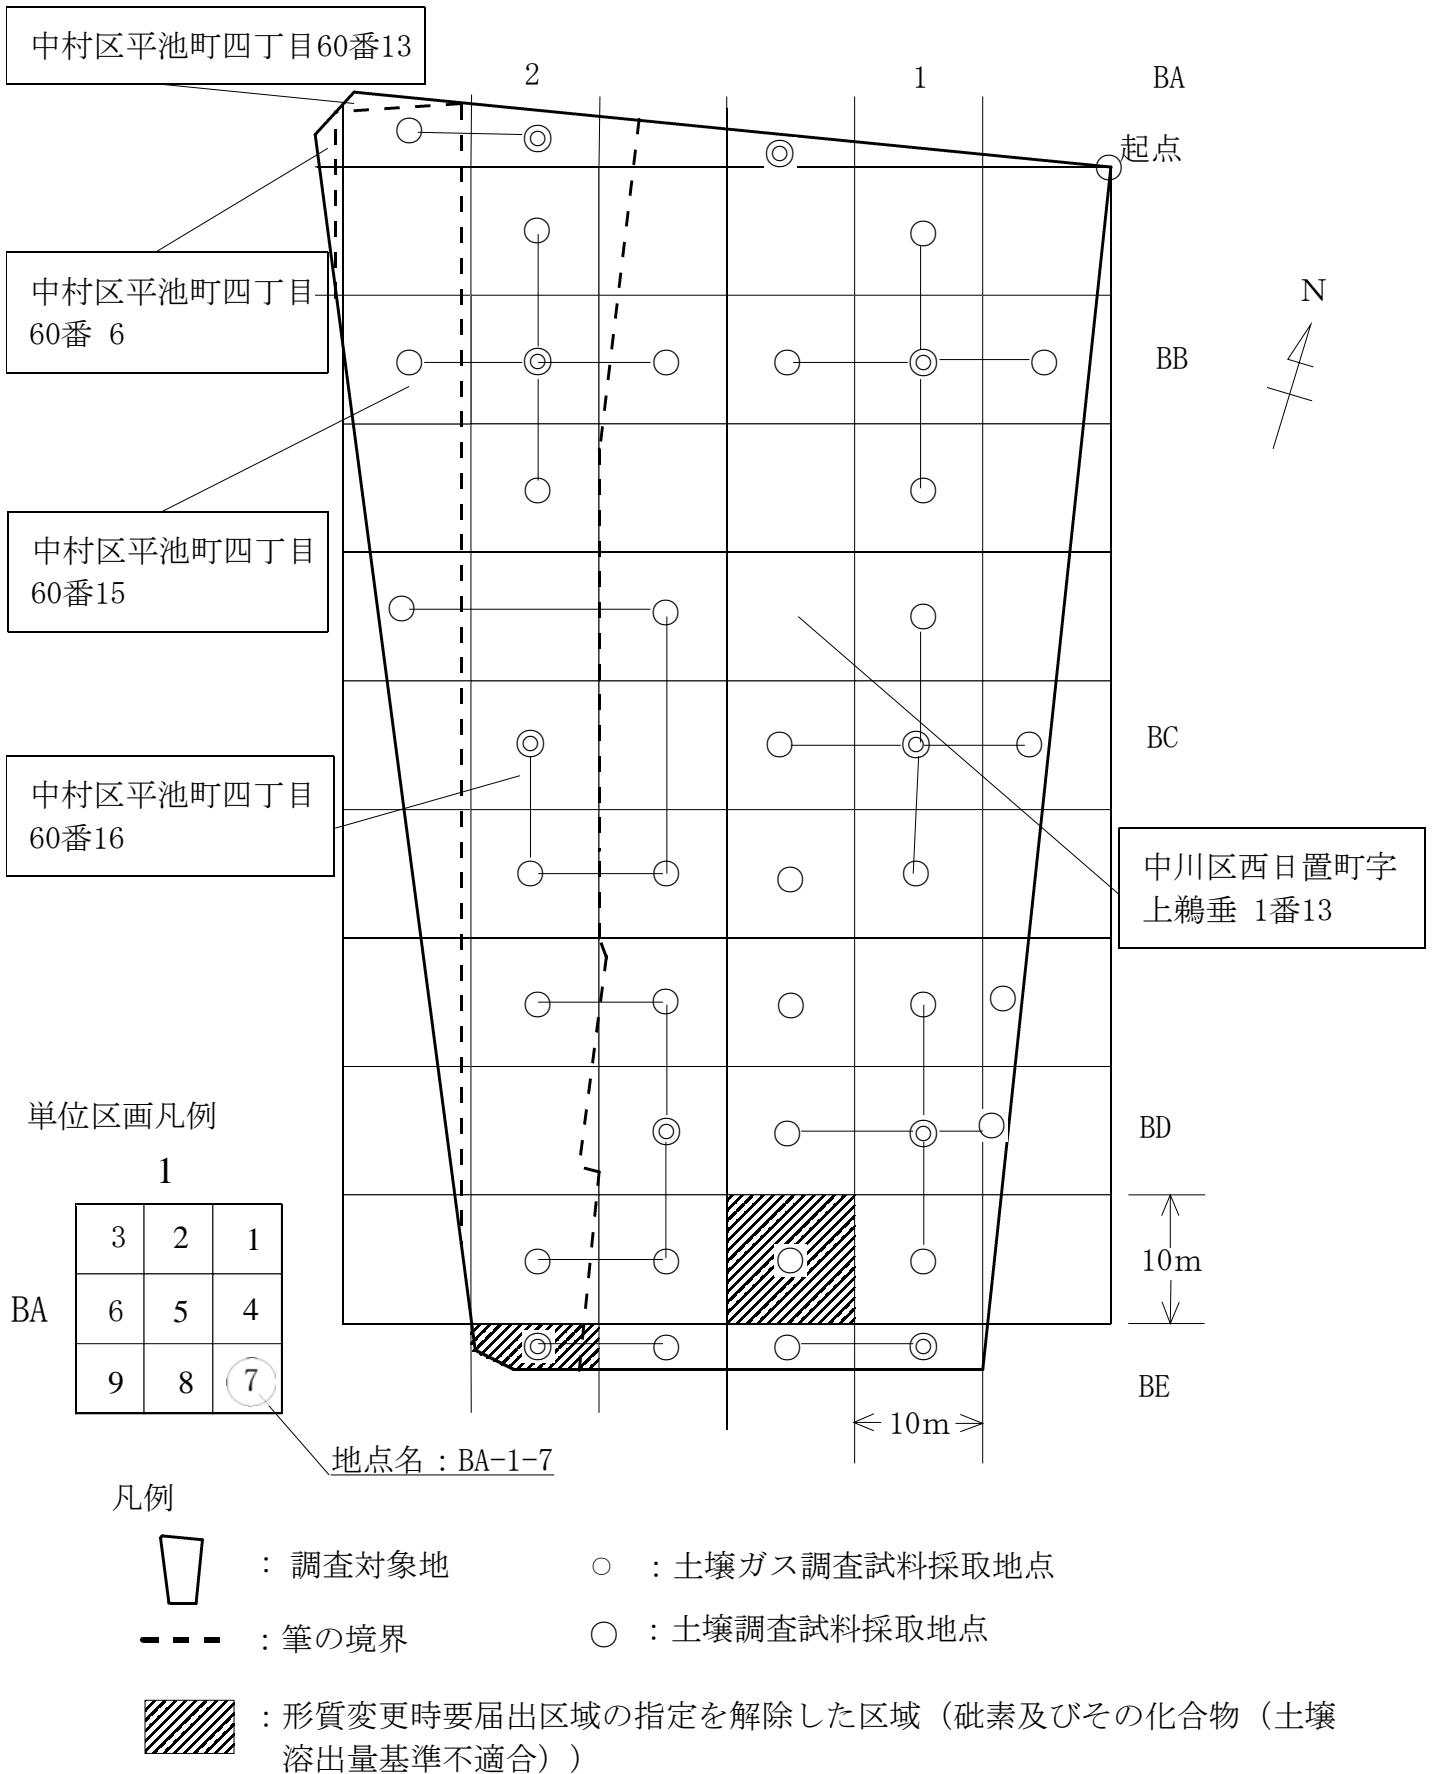 中村区平池町四丁目60番13
2
1
BA
起点
中村区平池町四丁目
60番 6
N
BB
中村区平池町四丁目
60番15
BC
中村区平池町四丁目
60番16
中川区西日置町字
上鵜垂 1番13
単位区画凡例
1
3 2 1
BA 6 5 4
9 8 7
地点名：BA-1-7
BD
10m
BE
10m
凡例
： 調査対象地
○ ：土壌ガス調査試料採取地点
：筆の境界
○ ：土壌調査試料採取地点
：形質変更時要届出区域の指定を解除した区域（砒素及びその化合物（土壌
溶出量基準不適合））